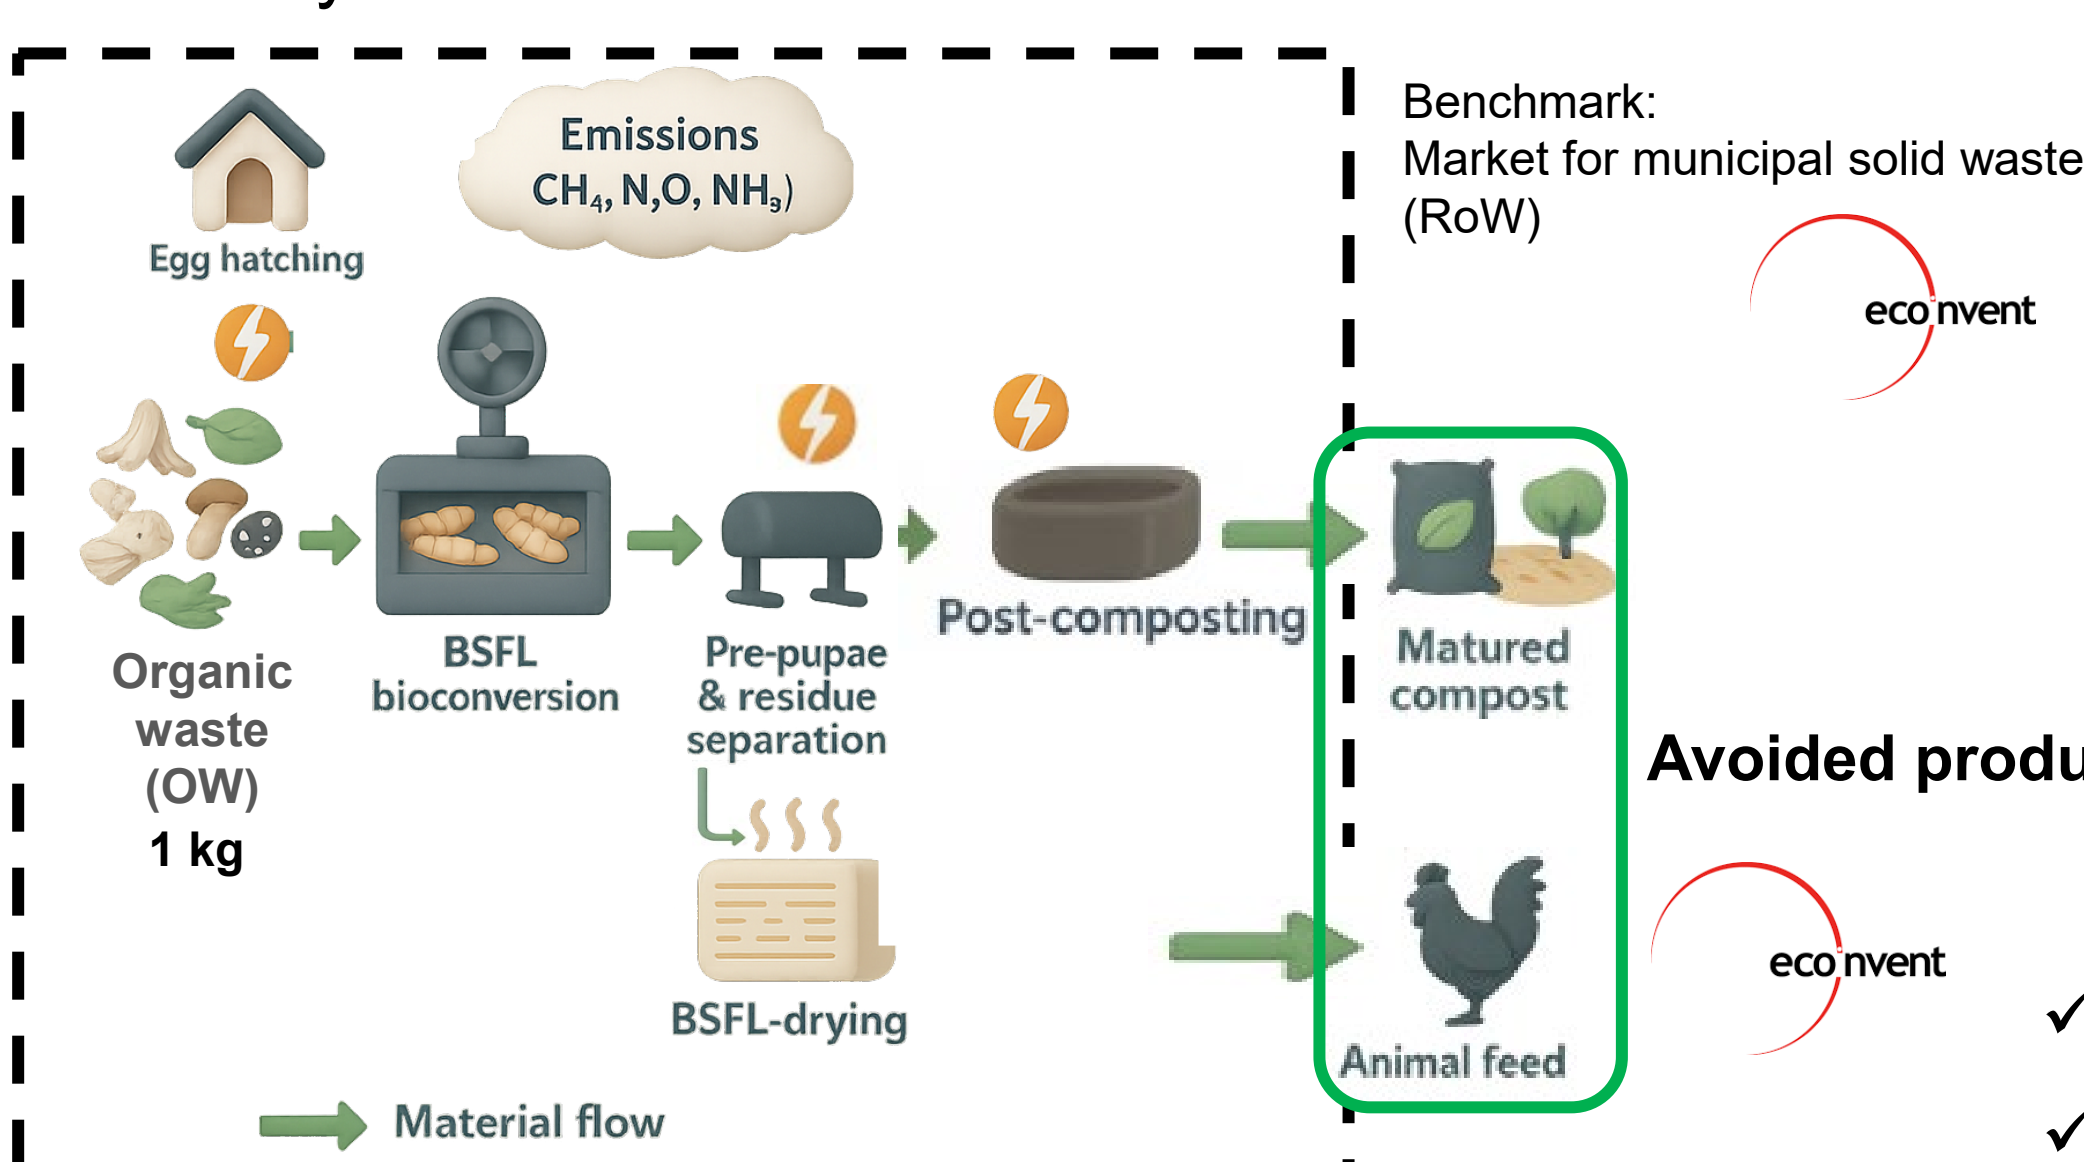 Emissions
CH₄, N,O, NH₃)
Egg hatching
Benchmark:
Market for municipal solid waste
(RoW)
ecoinvent
Organic
waste
(OW)
1 kg
BSFL
bioconversion
Pre-pupae
& residue
separation
Post-composting
Matured
compost
Avoided produ
BSFL-drying
ecoinvent
Animal feed
Material flow